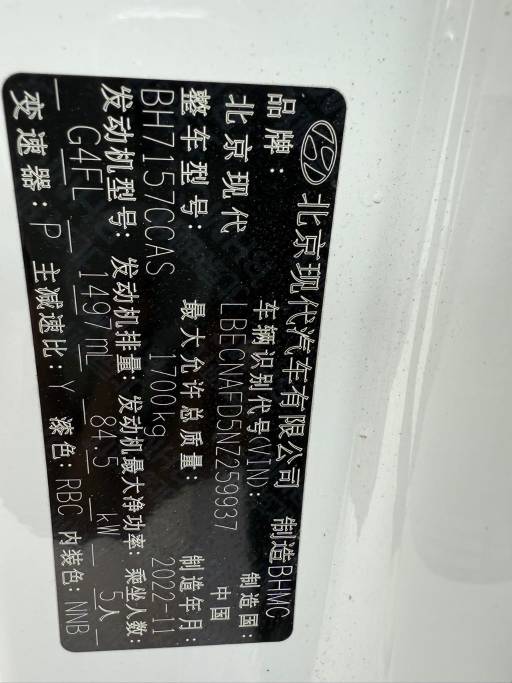 北京现代汽车有限公司 制造BHMC
品牌: 车辆识别代号(VIN): 制造国:
北京现代 LBECNAFD5NZ259937 中国
整车型号: 最大允许总质量: 制造年月:
BH7157CCAS 1700kg 2022-11
发动机型号: 发动机排量: 发动机最大净功率: 乘坐人数:
G4FL 1497mL 84.5 kW 5人
变速器: P 主减速比: Y 漆色: RBC 内装色: NNB